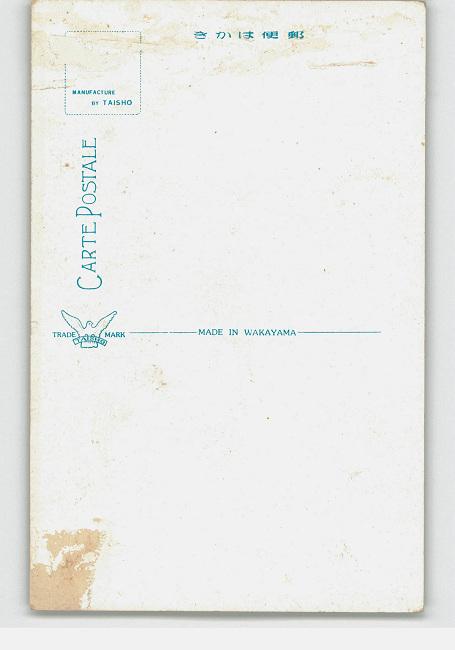 きかは便郵
MANUFACTURE
BY TAISHO
CARTE POSTALE
TRADE MARK
TAISHO
MADE IN WAKAYAMA